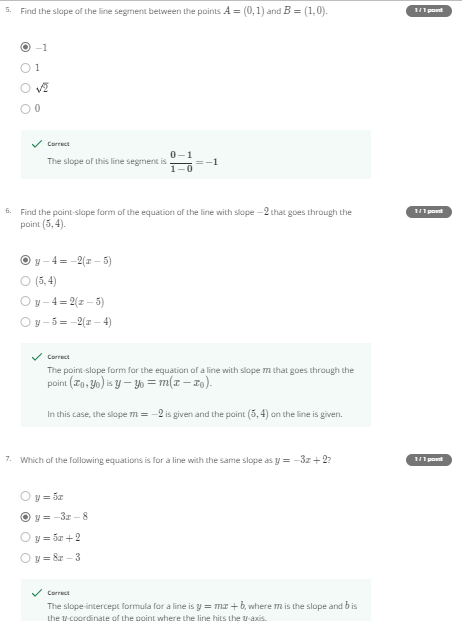 5. Find the slope of the line segment between the points A = (0, 1) and B = (1, 0).
1 / 1 point
−1
1
√2
0
Correct
The slope of this line segment is (0 − 1)/(1 − 0) = −1
6. Find the point-slope form of the equation of the line with slope −2 that goes through the
1 / 1 point
point (5, 4).
y − 4 = −2(x − 5)
(5, 4)
y − 4 = 2(x − 5)
y − 5 = −2(x − 4)
Correct
The point-slope form for the equation of a line with slope m that goes through the
point (x₀, y₀) is y − y₀ = m(x − x₀).
In this case, the slope m = −2 is given and the point (5, 4) on the line is given.
7. Which of the following equations is for a line with the same slope as y = −3x + 2?
1 / 1 point
y = 5x
y = −3x − 8
y = 5x + 2
y = 8x − 3
Correct
The slope-intercept formula for a line is y = mx + b, where m is the slope and b is
the y-coordinate of the point where the line hits the y-axis.